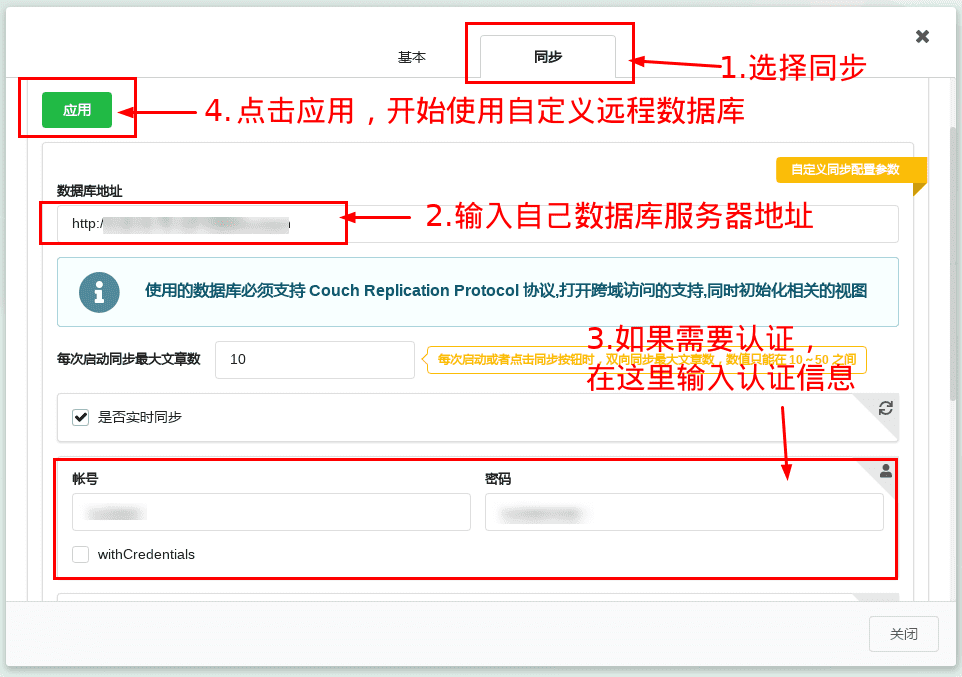 基本
同步
1.选择同步
应用
4.点击应用，开始使用自定义远程数据库
自定义同步配置参数
数据库地址
http:/
2.输入自己数据库服务器地址
使用的数据库必须支持 Couch Replication Protocol 协议,打开跨域访问的支持,同时初始化相关的视图
3.如果需要认证，
在这里输入认证信息
每次启动同步最大文章数
10
每次启动或者点击同步按钮时，双向同步最大文章数，数值只能在 10～50 之间
是否实时同步
帐号
密码
withCredentials
关闭